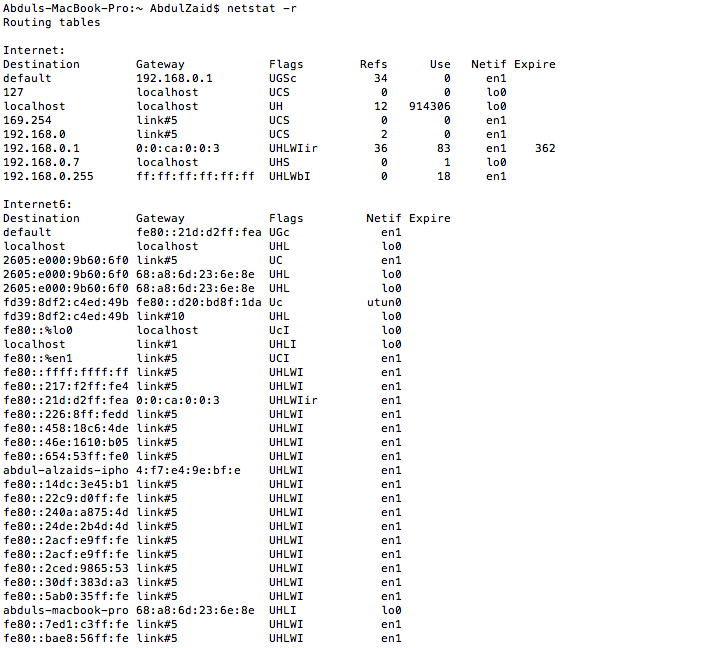 Abduls-MacBook-Pro:~ AbdulZaid$ netstat -r
Routing tables

Internet:
Destination        Gateway            Flags        Refs      Use   Netif Expire
default            192.168.0.1        UGSc           34        0     en1
127                localhost          UCS             0        0     lo0
localhost          localhost          UH             12   914306     lo0
169.254            link#5             UCS             0        0     en1
192.168.0          link#5             UCS             2        0     en1
192.168.0.1        0:0:ca:0:0:3       UHLWIir        36       83     en1    362
192.168.0.7        localhost          UHS             0        1     lo0
192.168.0.255      ff:ff:ff:ff:ff:ff  UHLWbI          0       18     en1

Internet6:
Destination        Gateway            Flags         Netif Expire
default            fe80::21d:d2ff:fea UGc             en1
localhost          localhost          UHL             lo0
2605:e000:9b60:6f0 link#5             UC              en1
2605:e000:9b60:6f0 68:a8:6d:23:6e:8e  UHL             lo0
2605:e000:9b60:6f0 68:a8:6d:23:6e:8e  UHL             lo0
fd39:8df2:c4ed:49b fe80::d20:bd8f:1da Uc            utun0
fd39:8df2:c4ed:49b link#10            UHL             lo0
fe80::%lo0         localhost          UcI             lo0
localhost          link#1             UHLI            lo0
fe80::%en1         link#5             UCI             en1
fe80::ffff:ffff:ff link#5             UHLWI           en1
fe80::217:f2ff:fe4 link#5             UHLWI           en1
fe80::21d:d2ff:fea 0:0:ca:0:0:3       UHLWIir         en1
fe80::226:8ff:fedd link#5             UHLWI           en1
fe80::458:18c6:4de link#5             UHLWI           en1
fe80::46e:1610:b05 link#5             UHLWI           en1
fe80::654:53ff:fe0 link#5             UHLWI           en1
abdul-alzaids-ipho 4:f7:e4:9e:bf:e    UHLWI           en1
fe80::14dc:3e45:b1 link#5             UHLWI           en1
fe80::22c9:d0ff:fe link#5             UHLWI           en1
fe80::240a:a875:4d link#5             UHLWI           en1
fe80::24de:2b4d:4d link#5             UHLWI           en1
fe80::2acf:e9ff:fe link#5             UHLWI           en1
fe80::2acf:e9ff:fe link#5             UHLWI           en1
fe80::2ced:9865:53 link#5             UHLWI           en1
fe80::30df:383d:a3 link#5             UHLWI           en1
fe80::5ab0:35ff:fe link#5             UHLWI           en1
abduls-macbook-pro 68:a8:6d:23:6e:8e  UHLI            lo0
fe80::7ed1:c3ff:fe link#5             UHLWI           en1
fe80::bae8:56ff:fe link#5             UHLWI           en1